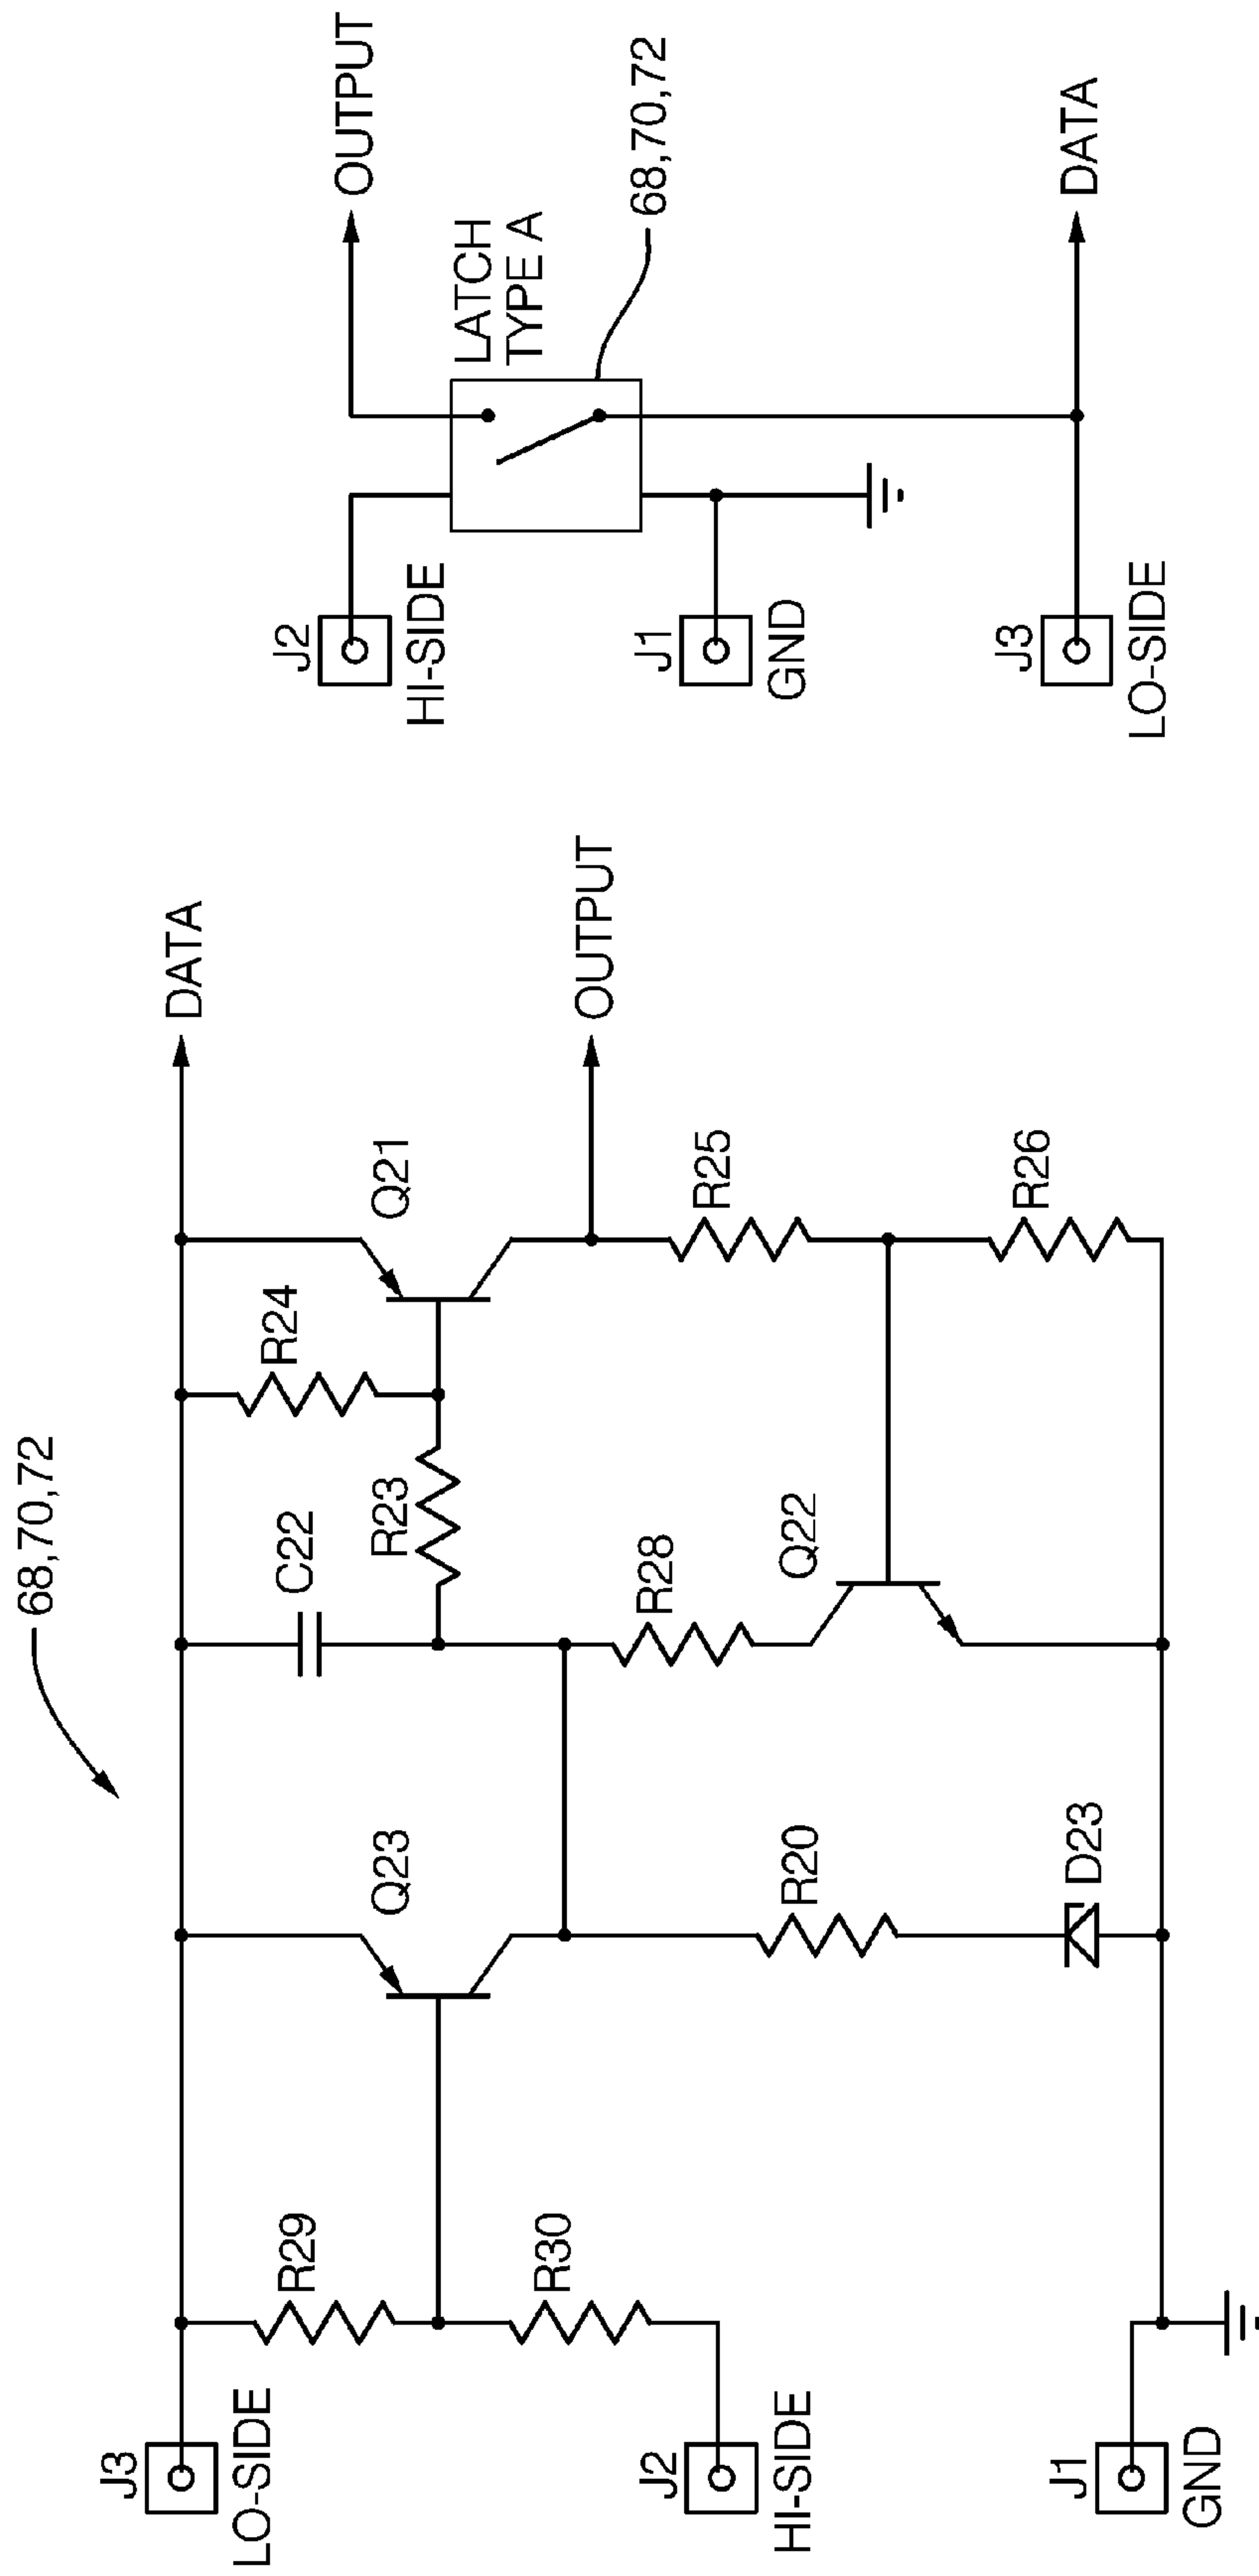 68,70,72
J3
LO-SIDE
R29
R30
J2
HI-SIDE
J1
GND
Q23
R20
D23
C22
R23
R24
R28
Q22
Q21
R25
R26
DATA
OUTPUT
J2
HI-SIDE
J1
GND
J3
LO-SIDE
LATCH
TYPE A
68,70,72
OUTPUT
DATA